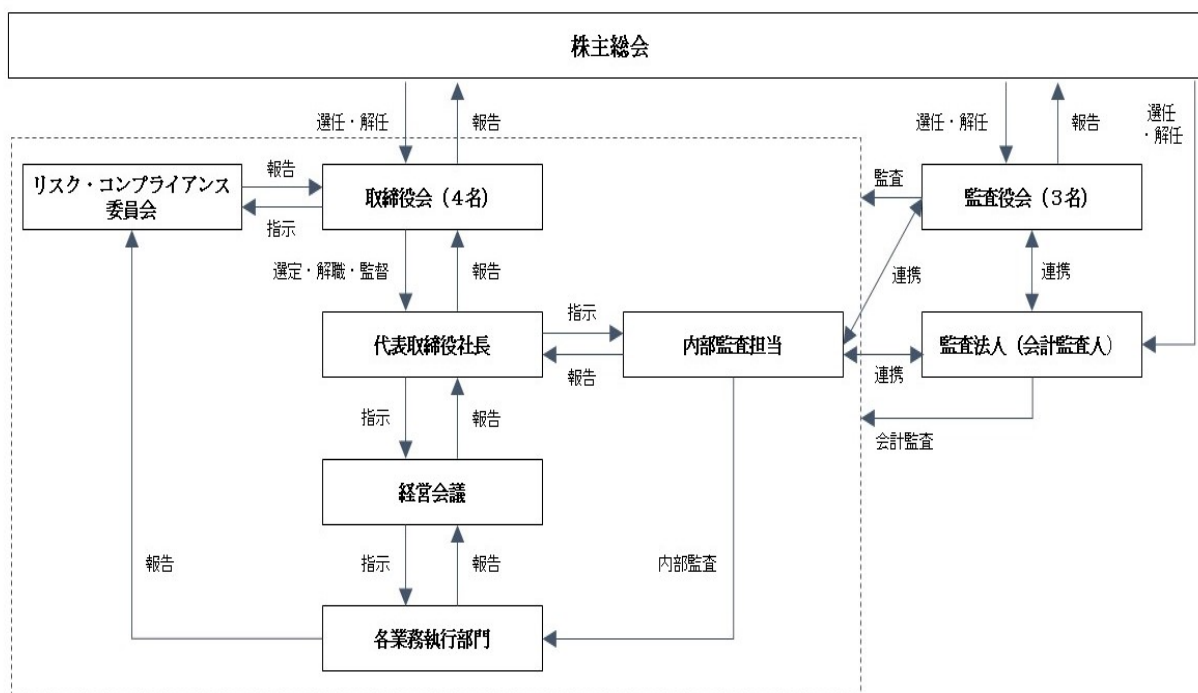 株主総会
選任・解任
報告
選任・解任
報告
選任
・解任
リスク・コンプライアンス
委員会
報告
指示
取締役会（４名）
監査
監査役会（３名）
選定・解職・監督
報告
連携
連携
代表取締役社長
指示
報告
内部監査担当
連携
監査法人（会計監査人）
会計監査
指示
報告
経営会議
報告
指示
報告
内部監査
各業務執行部門